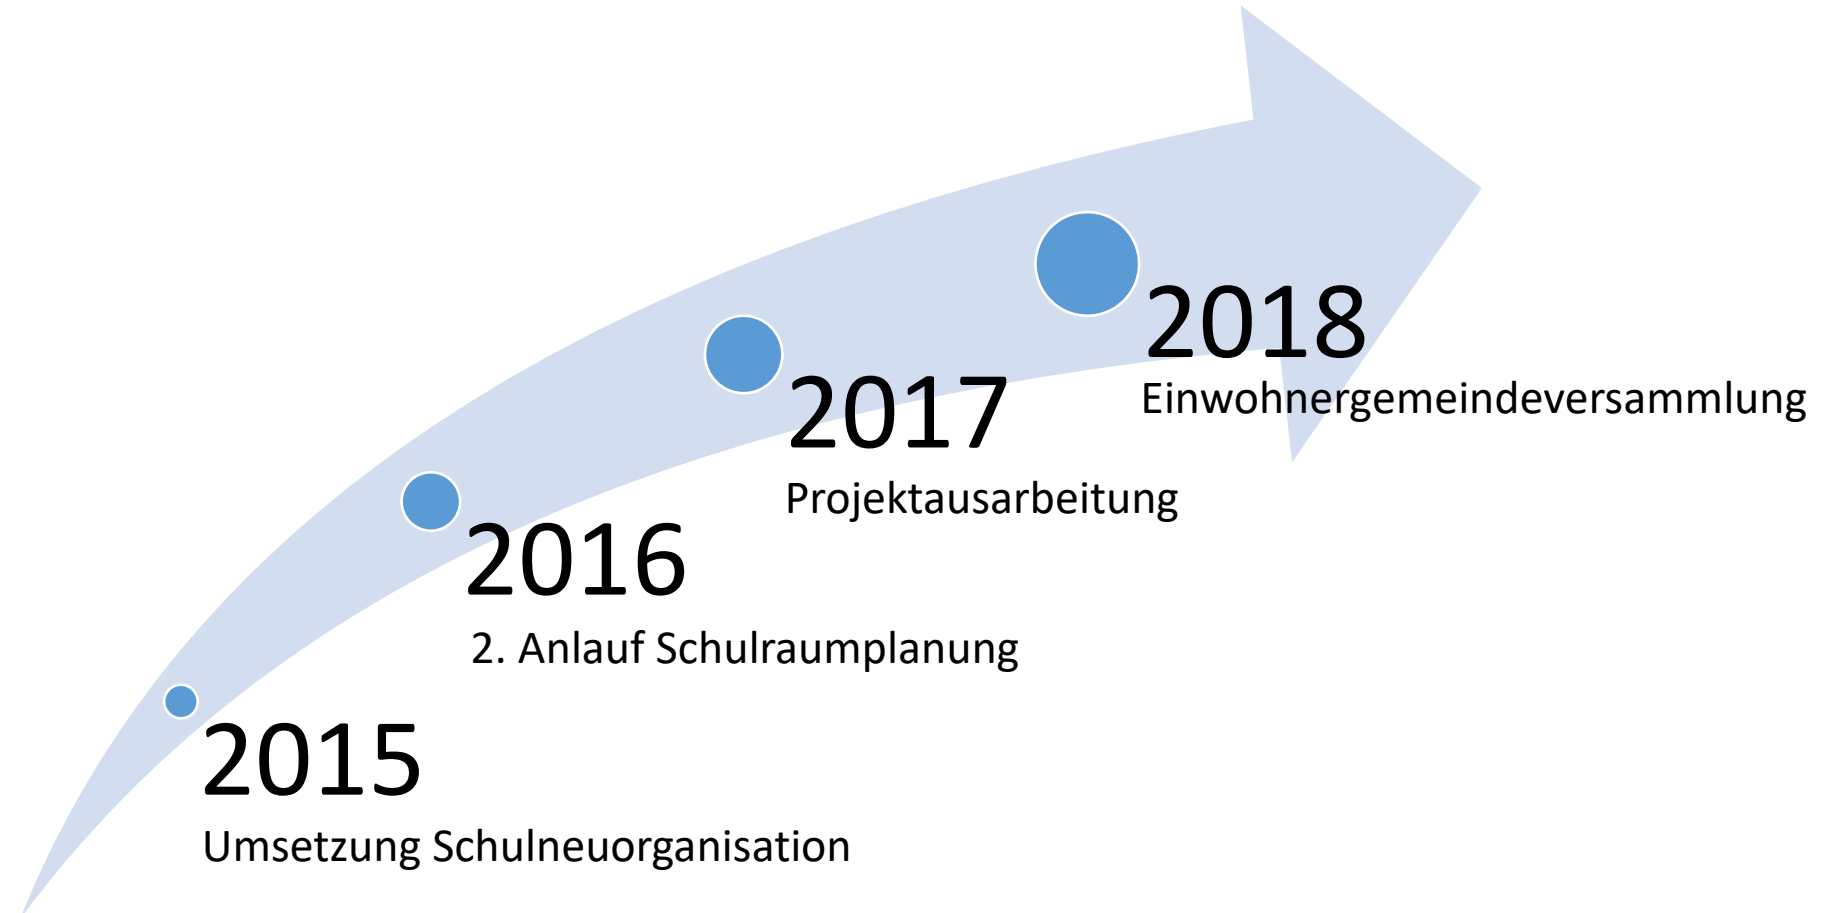 2015
Umsetzung Schulneuorganisation
2016
2. Anlauf Schulraumplanung
2017
Projektausarbeitung
2018
Einwohnergemeindeversammlung